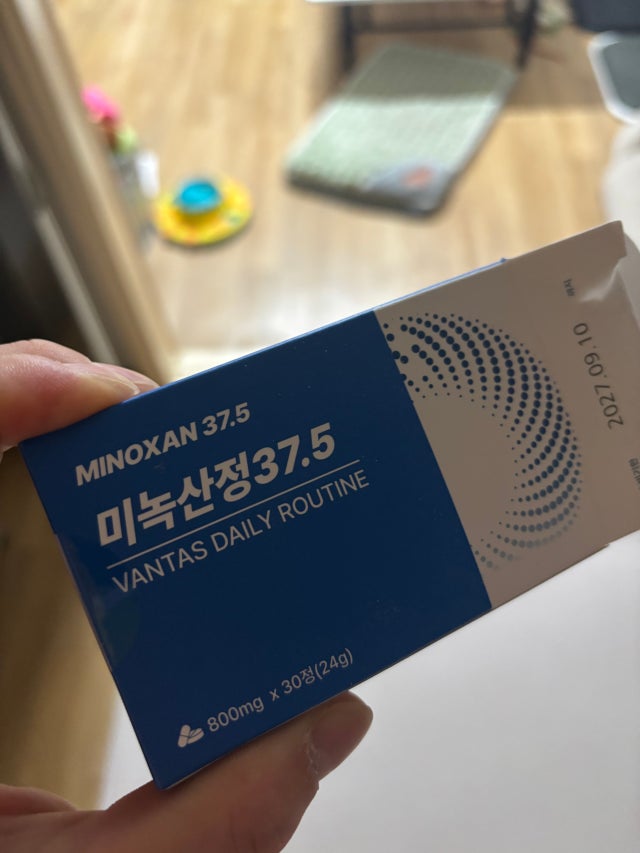 MINOXAN 37.5
미녹산정37.5
VANTAS DAILY ROUTINE
800mg x 30정(24g)
2027.09.10